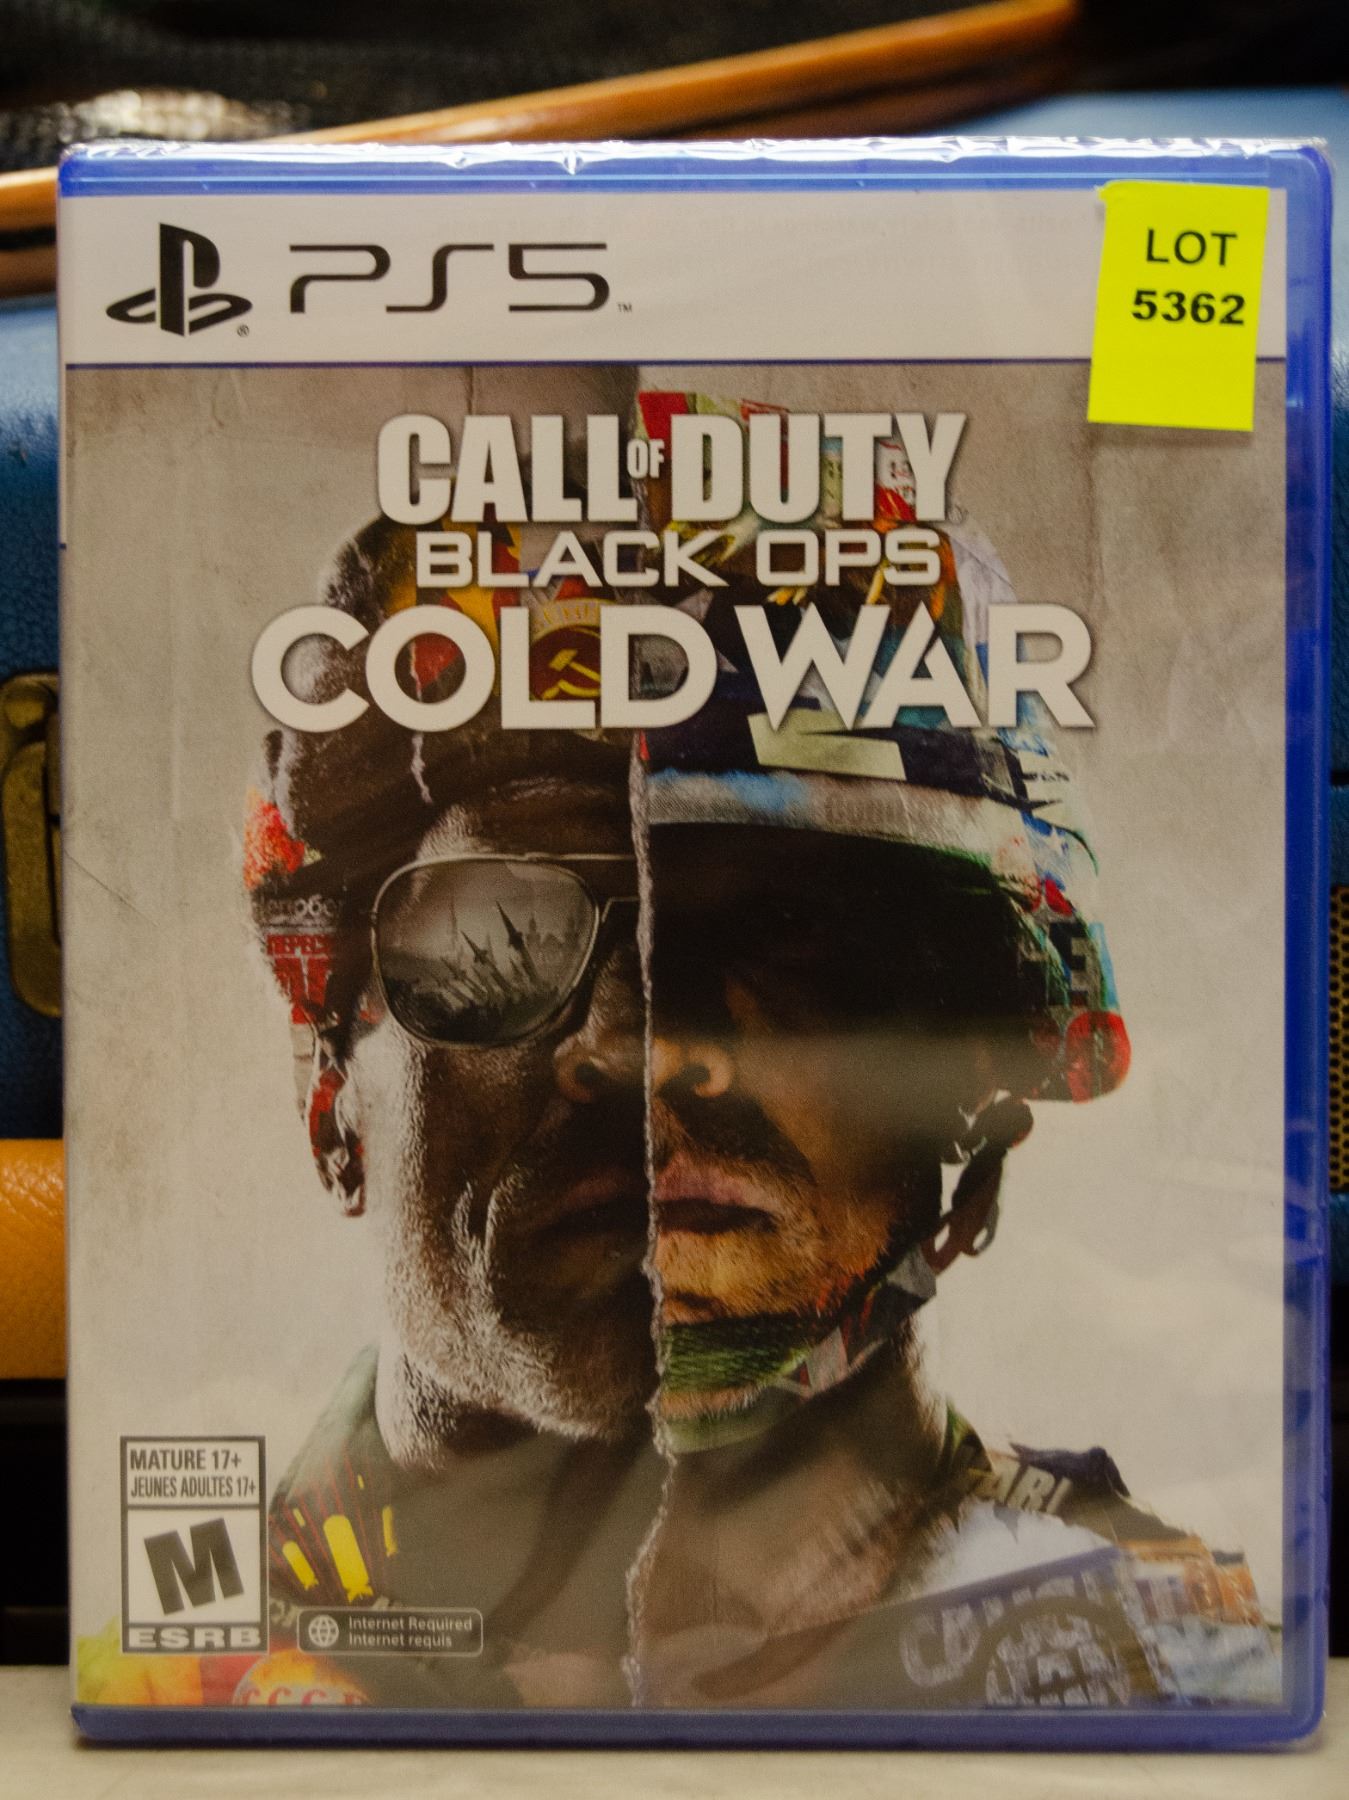 PS5™
LOT
5362
CALL OF DUTY
BLACK OPS
COLD WAR
MATURE 17+
JEUNES ADULTES 17+
M
ESRB
Internet Required
Internet requis